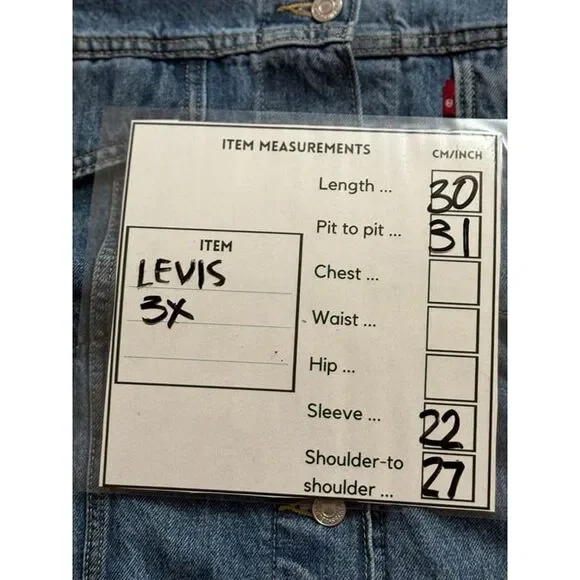 ITEM MEASUREMENTS
CM/INCH
Length ... 30
Pit to pit ... 31
ITEM
LEVIS
3X
Chest ...
Waist ...
Hip ...
Sleeve ... 22
Shoulder-to
shoulder ... 27